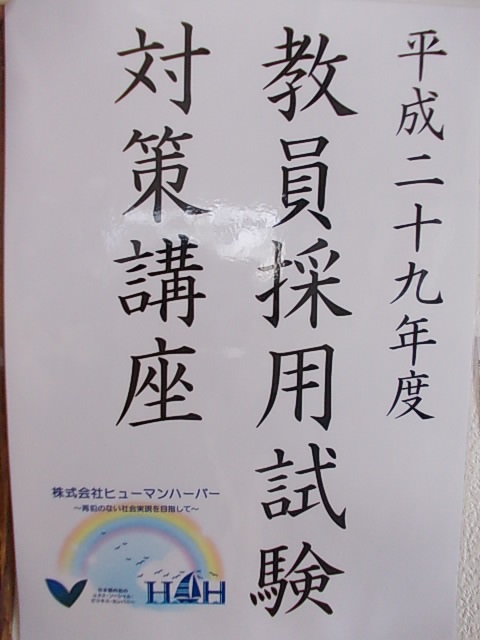 平成二十九年度
教員採用試験
対策講座
株式会社ヒューマンハーバー
～再犯のない社会実現を目指して～
HH